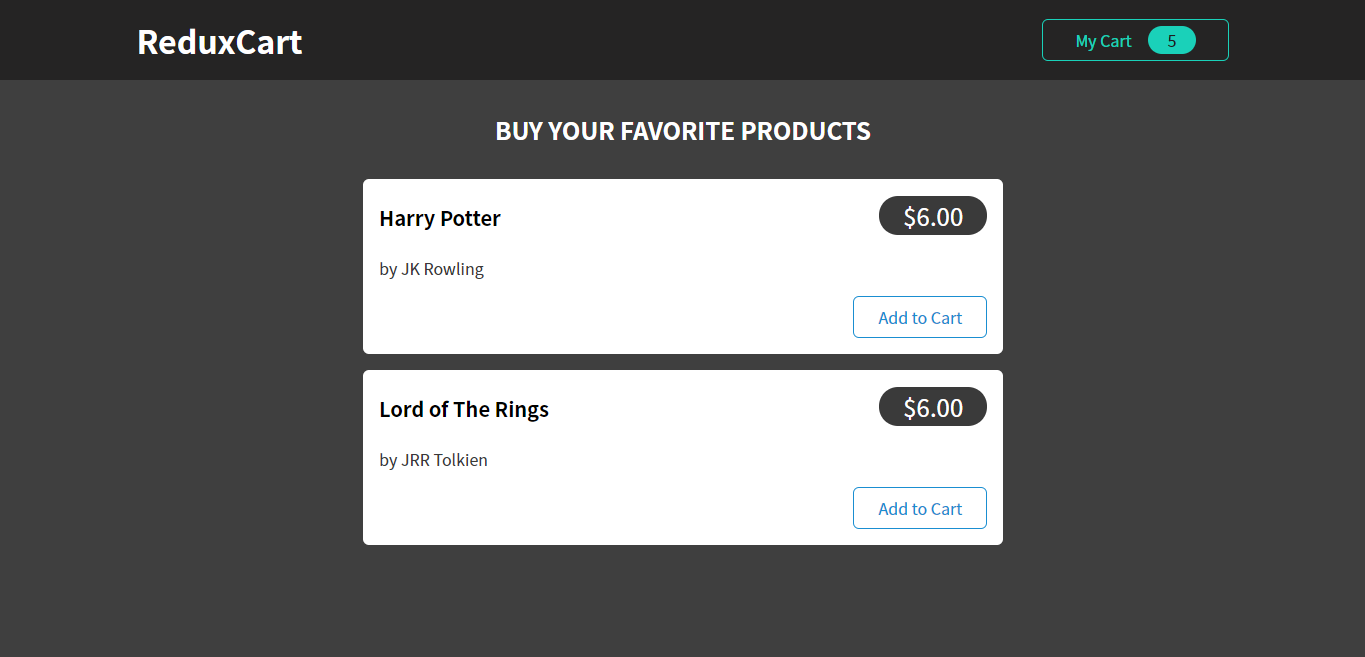 ReduxCart
My Cart 5
BUY YOUR FAVORITE PRODUCTS
Harry Potter
$6.00
by JK Rowling
Add to Cart
Lord of The Rings
$6.00
by JRR Tolkien
Add to Cart